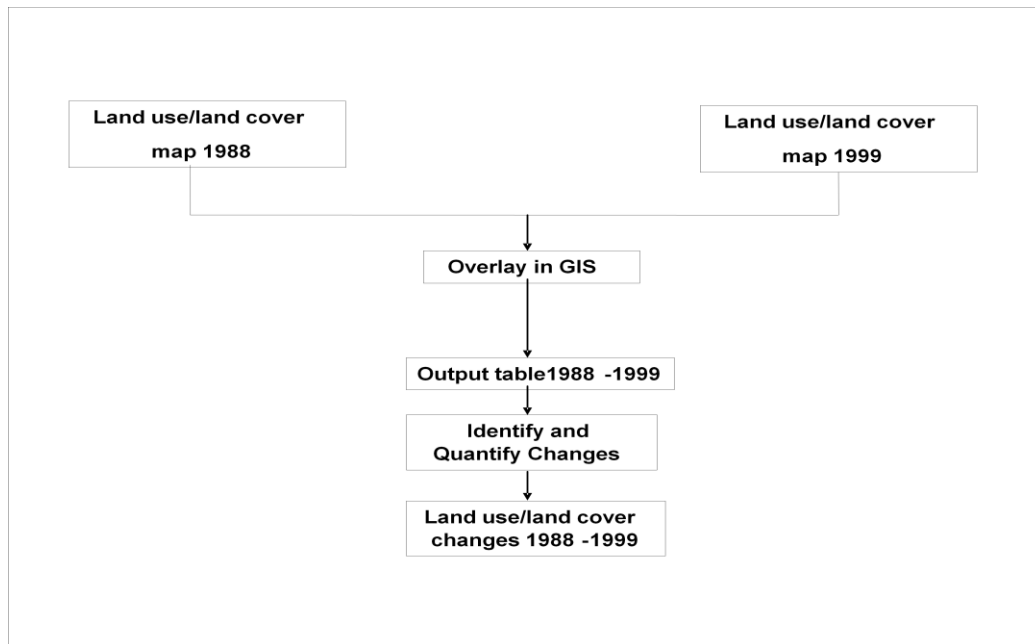 Land use/land cover
map 1988
Land use/land cover
map 1999
Overlay in GIS
Output table1988 -1999
Identify and
Quantify Changes
Land use/land cover
changes 1988 -1999